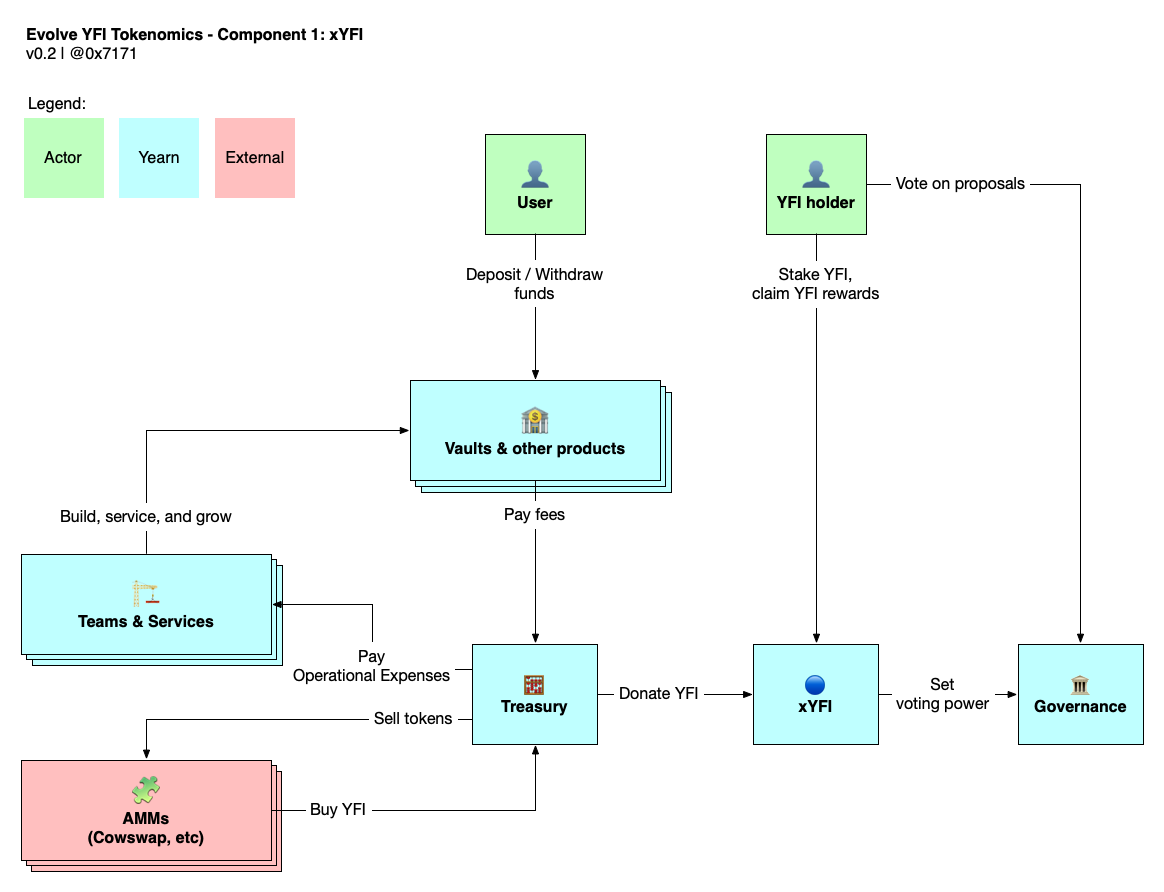 Evolve YFI Tokenomics - Component 1: xYFI
v0.2 | @0x7171
Legend:
Actor
Yearn
External
User
YFI holder
Vote on proposals
Deposit / Withdraw
funds
Stake YFI,
claim YFI rewards
Vaults & other products
Build, service, and grow
Pay fees
Teams & Services
Pay
Operational Expenses
Treasury
Donate YFI
xYFI
Set
voting power
Governance
Sell tokens
AMMs
(Cowswap, etc)
Buy YFI